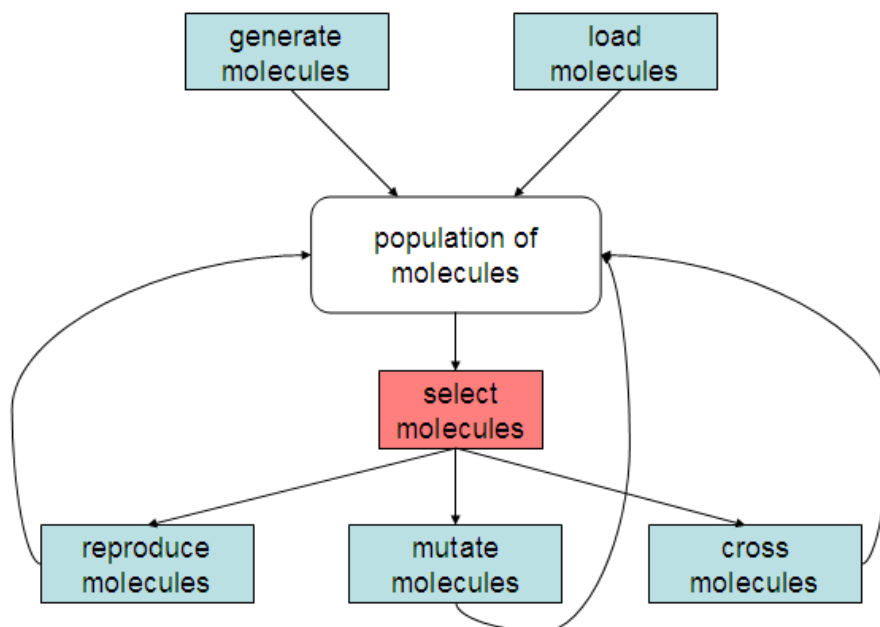 generate
molecules
load
molecules
population of
molecules
select
molecules
reproduce
molecules
mutate
molecules
cross
molecules